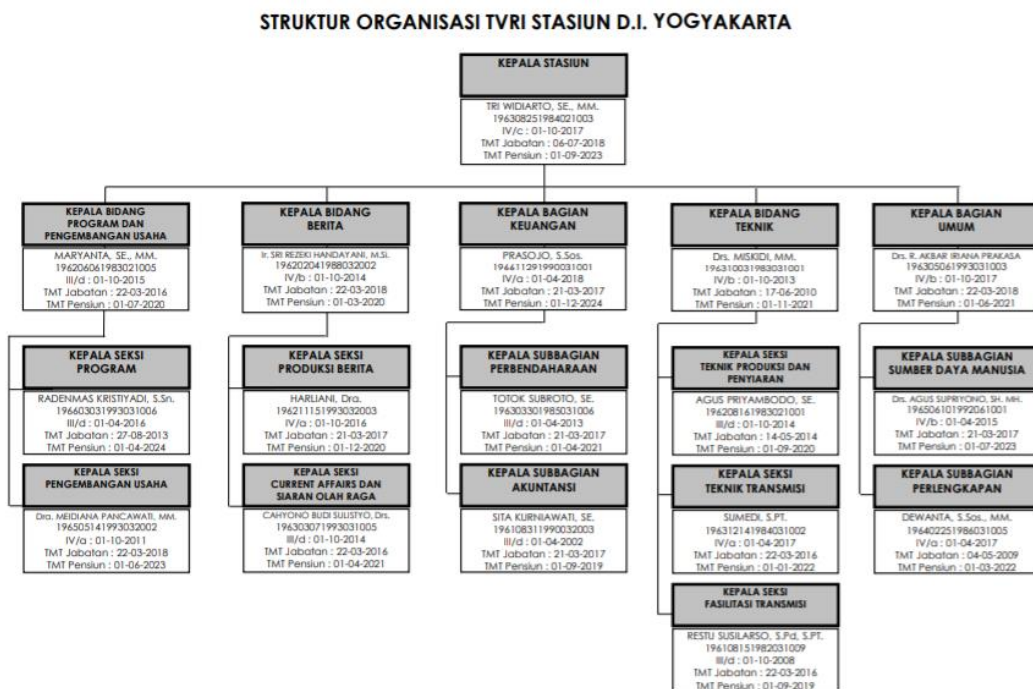 STRUKTUR ORGANISASI TVRI STASIUN D.I. YOGYAKARTA
KEPALA STASIUN
TRI WIDIARTO, SE., MM.
196308251984021003
IV/c : 01-10-2017
TMT Jabatan : 06-07-2018
TMT Pensiun : 01-09-2023
KEPALA BIDANG
PROGRAM DAN
PENGEMBANGAN USAHA
MARYANTA, SE., MM.
196206061983021005
III/d : 01-10-2015
TMT Jabatan : 22-03-2016
TMT Pensiun : 01-07-2020
KEPALA BIDANG
BERITA
Ir. SRI REZEKI HANDAYANI, M.Si.
196202041988032002
IV/b : 01-10-2014
TMT Jabatan : 22-03-2018
TMT Pensiun : 01-03-2020
KEPALA BAGIAN
KEUANGAN
PRASOJO, S.Sos.
196611291990031001
IV/a : 01-04-2018
TMT Jabatan : 21-03-2017
TMT Pensiun : 01-12-2024
KEPALA BIDANG
TEKNIK
Drs. MISKIDI, MM.
196310031983031001
IV/b : 01-10-2013
TMT Jabatan : 17-06-2010
TMT Pensiun : 01-11-2021
KEPALA BAGIAN
UMUM
Drs. R. AKBAR IRIANA PRAKASA
196305061993031003
IV/b : 01-10-2017
TMT Jabatan : 22-03-2018
TMT Pensiun : 01-06-2021
KEPALA SEKSI
PROGRAM
RADENMAS KRISTIYADI, S.Sn.
196603031993031006
III/d : 01-04-2016
TMT Jabatan : 27-08-2013
TMT Pensiun : 01-04-2024
KEPALA SEKSI
PRODUKSI BERITA
HARLIANI, Dra.
196211151993032003
IV/a : 01-10-2016
TMT Jabatan : 21-03-2017
TMT Pensiun : 01-12-2020
KEPALA SUBBAGIAN
PERBENDAHARAAN
TOTOK SUBROTO, SE.
196303301985031006
III/d : 01-04-2013
TMT Jabatan : 21-03-2017
TMT Pensiun : 01-04-2021
KEPALA SEKSI
TEKNIK PRODUKSI DAN
PENYIARAN
AGUS PRIYAMBODO, SE.
196208161983021001
III/d : 01-10-2014
TMT Jabatan : 14-05-2014
TMT Pensiun : 01-09-2020
KEPALA SUBBAGIAN
SUMBER DAYA MANUSIA
Drs. AGUS SUPRIYONO, SH. MH.
196506101992061001
IV/b : 01-04-2015
TMT Jabatan : 21-03-2017
TMT Pensiun : 01-07-2023
KEPALA SEKSI
PENGEMBANGAN USAHA
Dra. MEIDIANA PANCAWATI, MM.
196505141993032002
IV/a : 01-10-2011
TMT Jabatan : 22-03-2018
TMT Pensiun : 01-06-2023
KEPALA SEKSI
CURRENT AFFAIRS DAN
SIARAN OLAH RAGA
CAHYONO BUDI SULISTYO, Drs.
196303071993031005
III/d : 01-10-2014
TMT Jabatan : 22-03-2016
TMT Pensiun : 01-04-2021
KEPALA SUBBAGIAN
AKUNTANSI
SITA KURNIAWATI, SE.
196108311990032003
III/d : 01-04-2002
TMT Jabatan : 21-03-2017
TMT Pensiun : 01-09-2019
KEPALA SEKSI
TEKNIK TRANSMISI
SUMEDI, S.PT.
196312141984031002
IV/a : 01-04-2017
TMT Jabatan : 22-03-2016
TMT Pensiun : 01-01-2022
KEPALA SUBBAGIAN
PERLENGKAPAN
DEWANTA, S.Sos., MM.
196402251986031005
IV/a : 01-04-2017
TMT Jabatan : 04-05-2009
TMT Pensiun : 01-03-2022
KEPALA SEKSI
FASILITASI TRANSMISI
RESTU SUSILARSO, S.Pd, S.PT.
196108151982031009
III/d : 01-10-2008
TMT Jabatan : 22-03-2016
TMT Pensiun : 01-09-2019